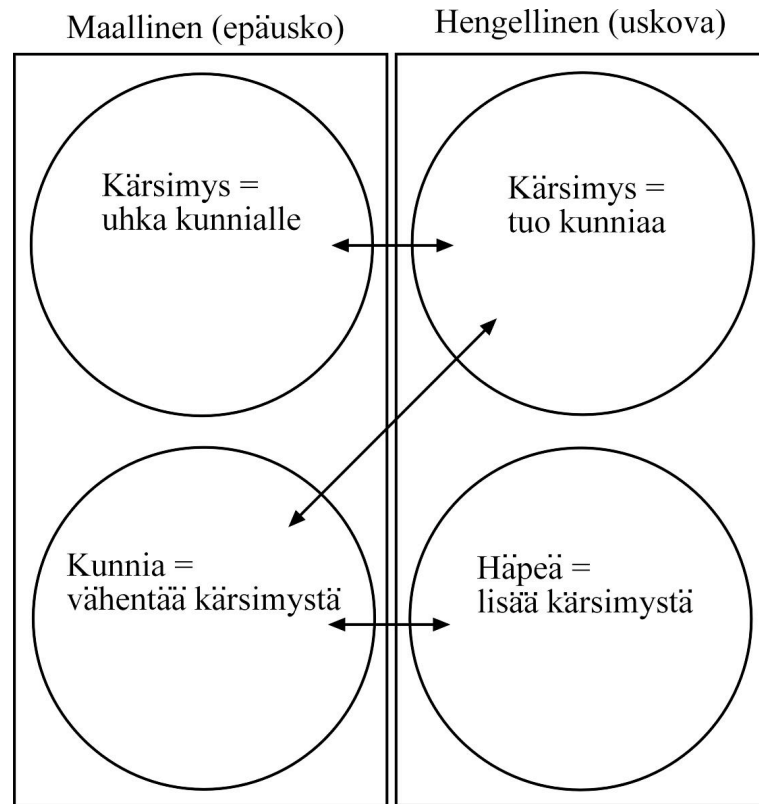 Maallinen (epäusko)
Hengellinen (uskova)
Kärsimys =
uhka kunnialle
Kärsimys =
tuo kunniaa
Kunnia =
vähentää kärsimystä
Häpeä =
lisää kärsimystä